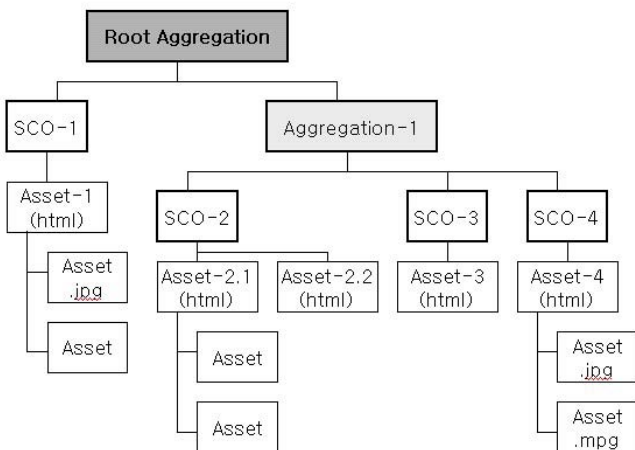 Root Aggregation
SCO-1
Aggregation-1
Asset-1
(html)
SCO-2
SCO-3
SCO-4
Asset
.jpg
Asset
Asset-2.1
(html)
Asset-2.2
(html)
Asset-3
(html)
Asset-4
(html)
Asset
Asset
Asset
.jpg
Asset
.mpg